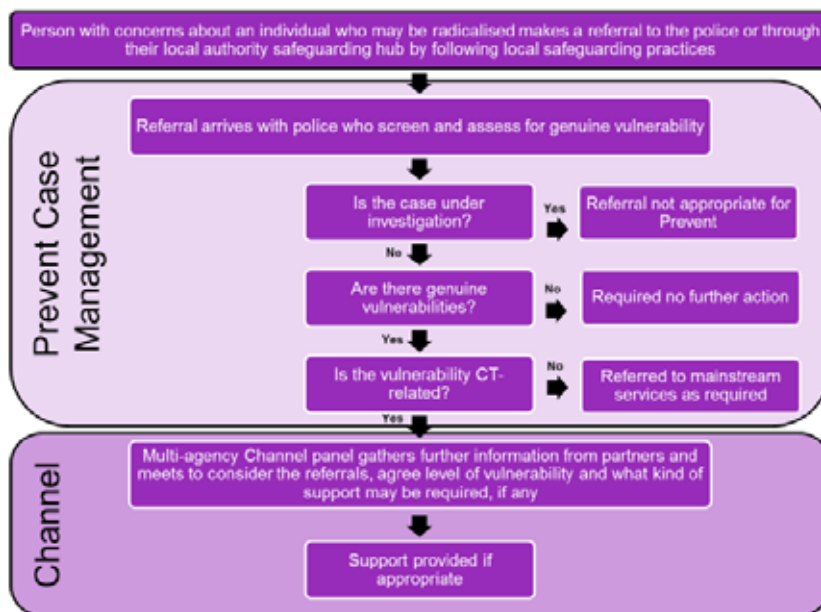 Person with concerns about an individual who may be radicalised makes a referral to the police or through
their local authority safeguarding hub by following local safeguarding practices
Prevent Case
Management
Referral arrives with police who screen and assess for genuine vulnerability
Is the case under
investigation?
Yes
Referral not appropriate for
Prevent
No
Are there genuine
vulnerabilities?
No
Required no further action
Yes
Is the vulnerability CT-
related?
No
Referred to mainstream
services as required
Yes
Channel
Multi-agency Channel panel gathers further information from partners and
meets to consider the referrals, agree level of vulnerability and what kind of
support may be required, if any
Support provided if
appropriate